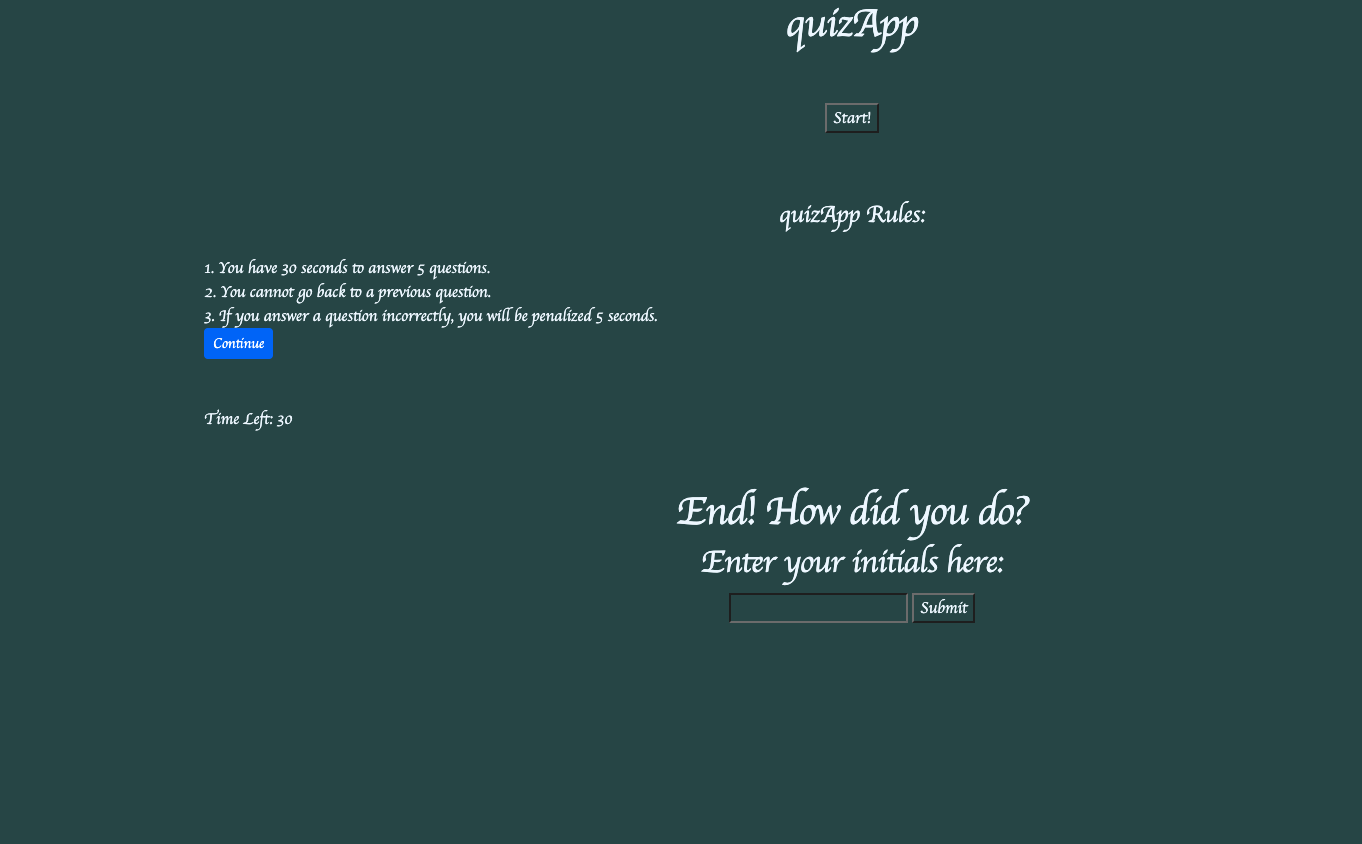 quizApp
Start!
quizApp Rules:
1. You have 30 seconds to answer 5 questions.
2. You cannot go back to a previous question.
3. If you answer a question incorrectly, you will be penalized 5 seconds.
Continue
Time Left: 30
End! How did you do?
Enter your initials here:
Submit